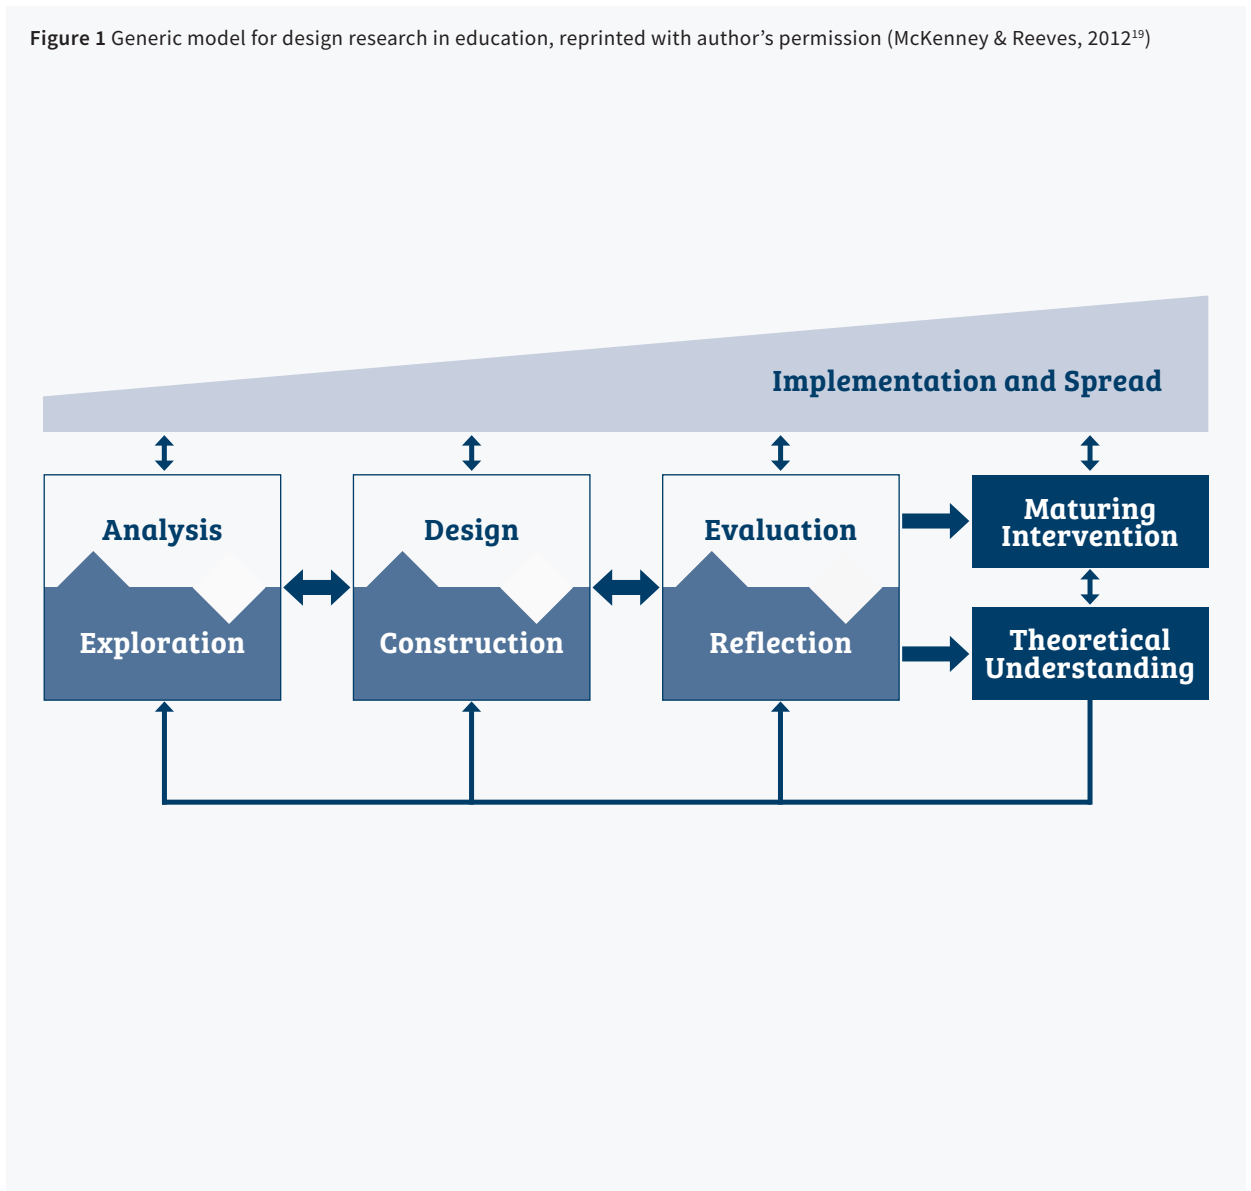 Figure 1 Generic model for design research in education, reprinted with author’s permission (McKenney & Reeves, 2012¹⁹)
Implementation and Spread
Analysis
Exploration
Design
Construction
Evaluation
Reflection
Maturing
Intervention
Theoretical
Understanding